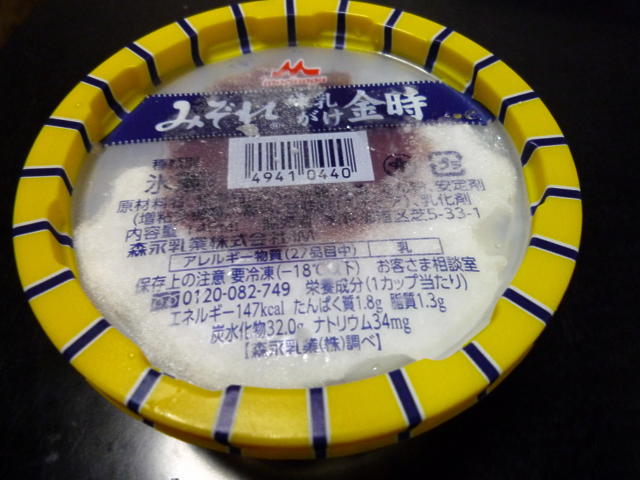 みぞれ 練乳がけ 金時
4941 0440
氷
原材料
安定剤
乳化剤
港区芝5-33-1
内容量
森永乳業株式会社
アレルギー物質(27品目中) 乳
保存上の注意 要冷凍(-18℃以下) お客さま相談室
0120-082-749 栄養成分(1カップ当たり)
エネルギー147kcal たんぱく質1.8g 脂質1.3g
炭水化物32.0g ナトリウム34mg
【森永乳業(株)調べ】